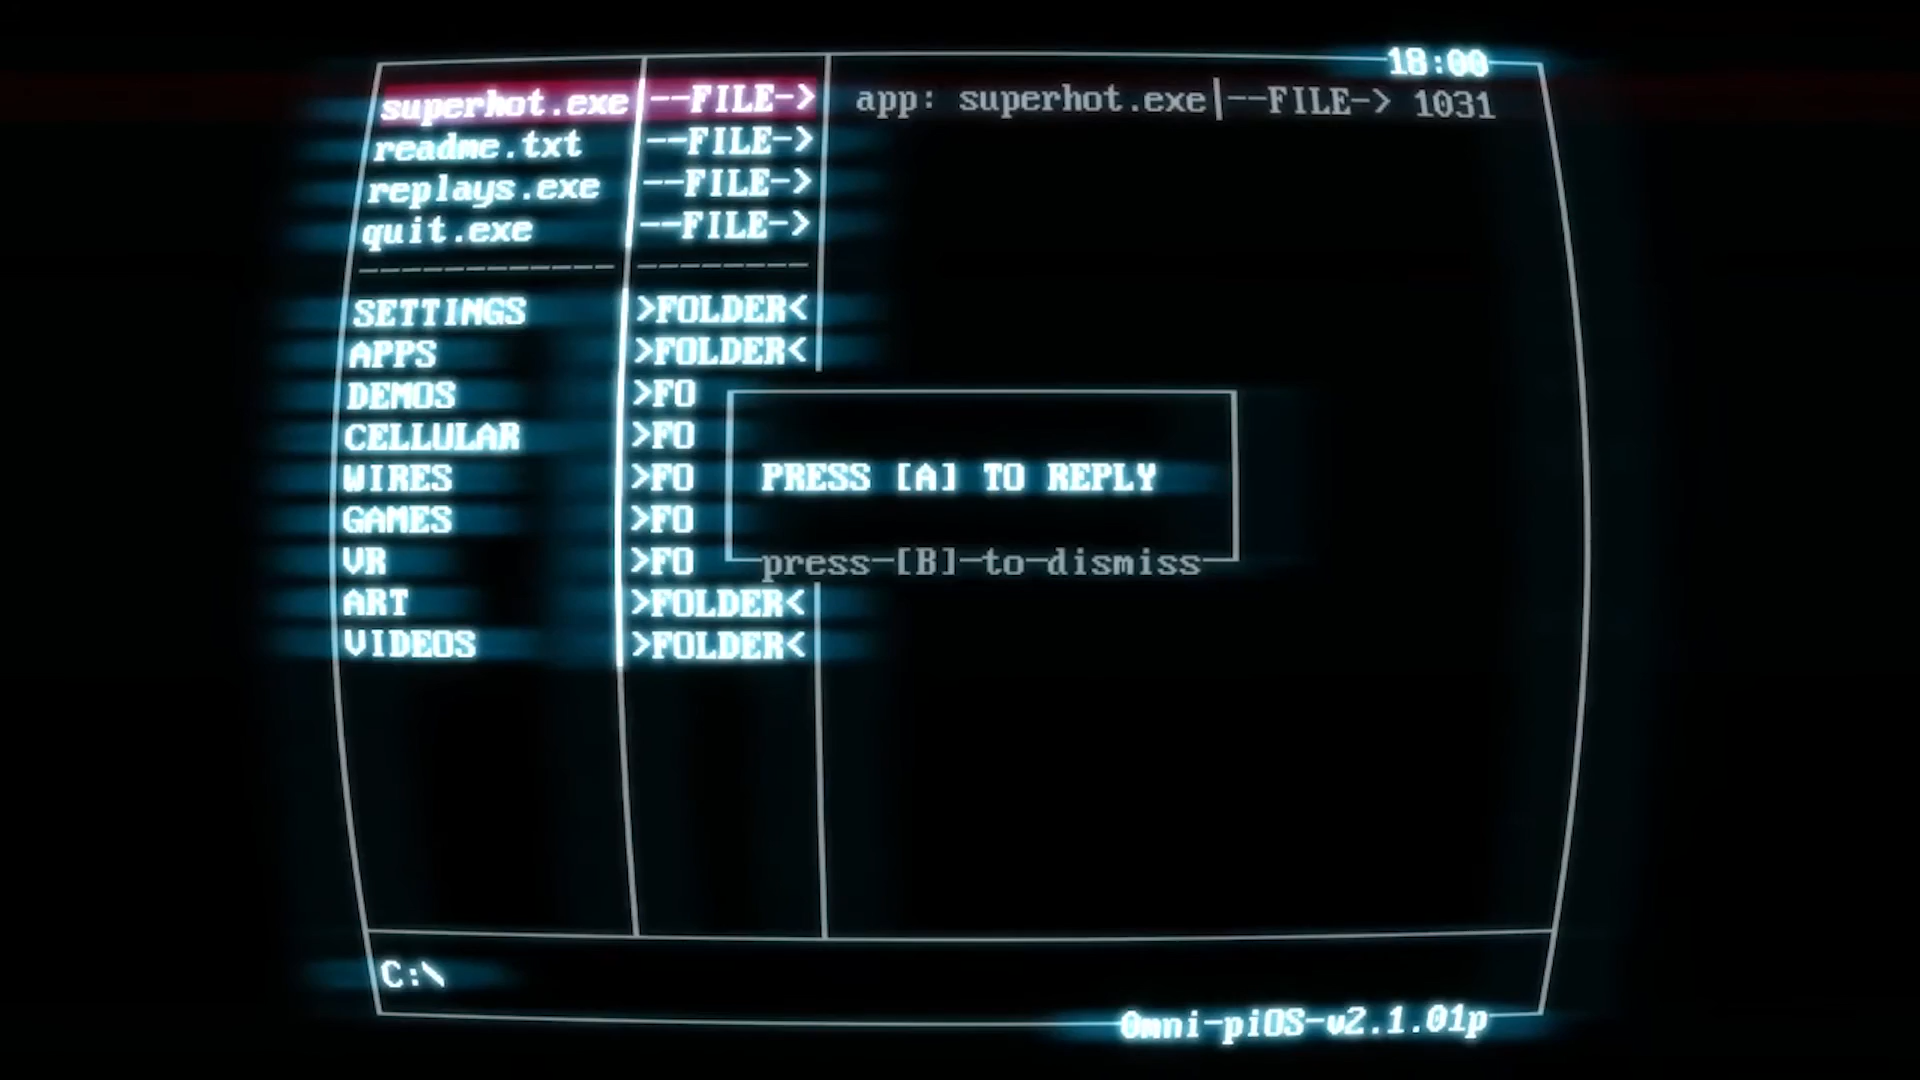 18:00
superhot.exe|--FILE-> app: superhot.exe|--FILE-> 1031
readme.txt --FILE->
replays.exe --FILE->
quit.exe --FILE->
SETTINGS >FOLDER<
APPS >FOLDER<
DEMOS >FO
CELLULAR >FO
WIRES >FO PRESS [A] TO REPLY
GAMES >FO
VR >FO press-[B]-to-dismiss
ART >FOLDER<
VIDEOS >FOLDER<
C:\
Omni-piOS-v2.1.01p